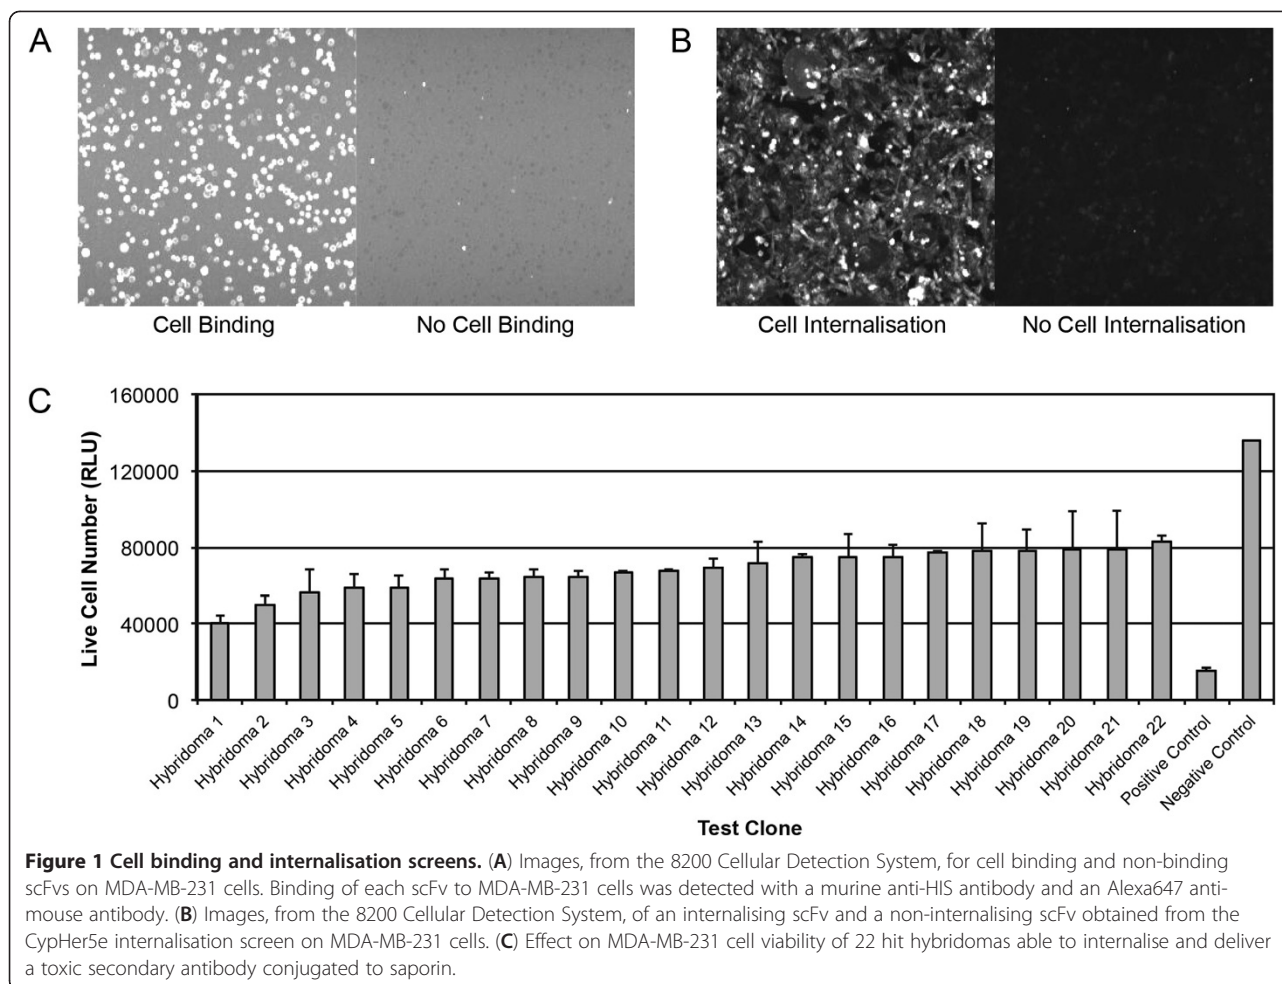 A
B
Cell Binding
No Cell Binding
Cell Internalisation
No Cell Internalisation
C
Live Cell Number (RLU)
160000
120000
80000
40000
0
Hybridoma 1
Hybridoma 2
Hybridoma 3
Hybridoma 4
Hybridoma 5
Hybridoma 6
Hybridoma 7
Hybridoma 8
Hybridoma 9
Hybridoma 10
Hybridoma 11
Hybridoma 12
Hybridoma 13
Hybridoma 14
Hybridoma 15
Hybridoma 16
Hybridoma 17
Hybridoma 18
Hybridoma 19
Hybridoma 20
Hybridoma 21
Hybridoma 22
Positive Control
Negative Control
Test Clone
Figure 1 Cell binding and internalisation screens. (A) Images, from the 8200 Cellular Detection System, for cell binding and non-binding
scFvs on MDA-MB-231 cells. Binding of each scFv to MDA-MB-231 cells was detected with a murine anti-HIS antibody and an Alexa647 anti-
mouse antibody. (B) Images, from the 8200 Cellular Detection System, of an internalising scFv and a non-internalising scFv obtained from the
CypHer5e internalisation screen on MDA-MB-231 cells. (C) Effect on MDA-MB-231 cell viability of 22 hit hybridomas able to internalise and deliver
a toxic secondary antibody conjugated to saporin.